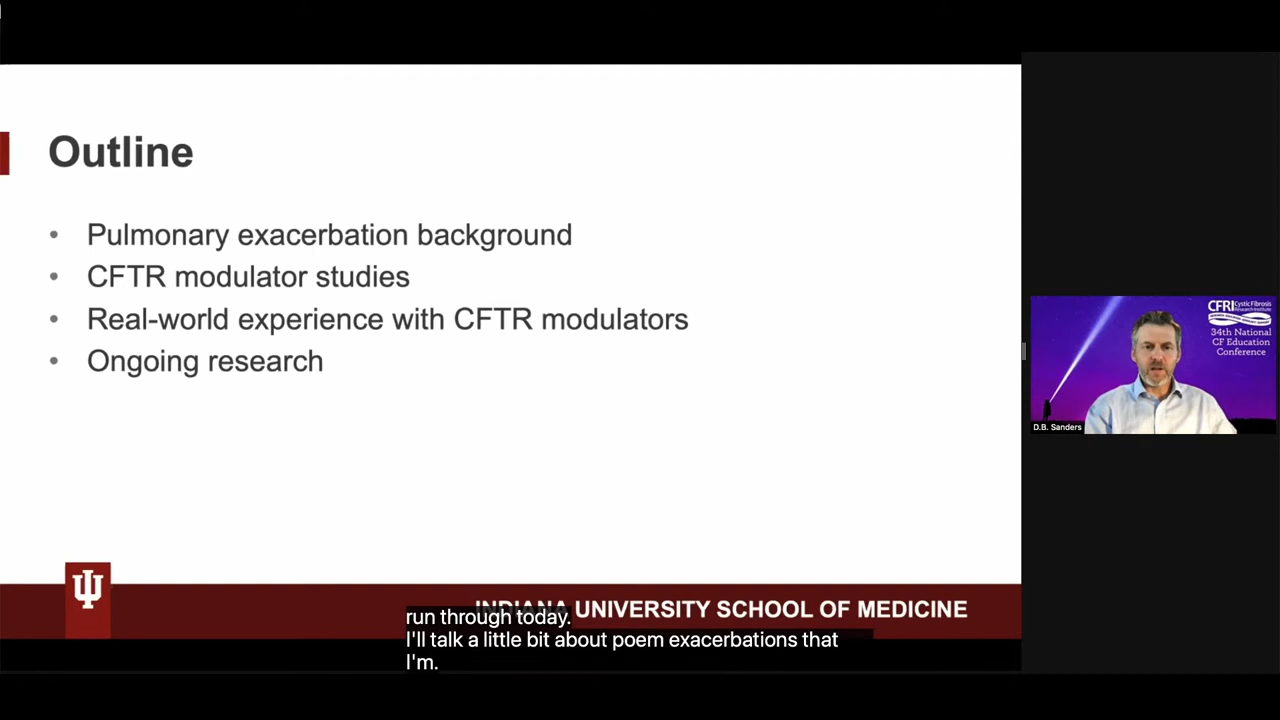 Outline
• Pulmonary exacerbation background
• CFTR modulator studies
• Real-world experience with CFTR modulators
• Ongoing research
INDIANA UNIVERSITY SCHOOL OF MEDICINE
run through today.
I'll talk a little bit about poem exacerbations that
I'm.
CFRI Cystic Fibrosis
Research Institute
34th National
CF Education
Conference
D.B. Sanders